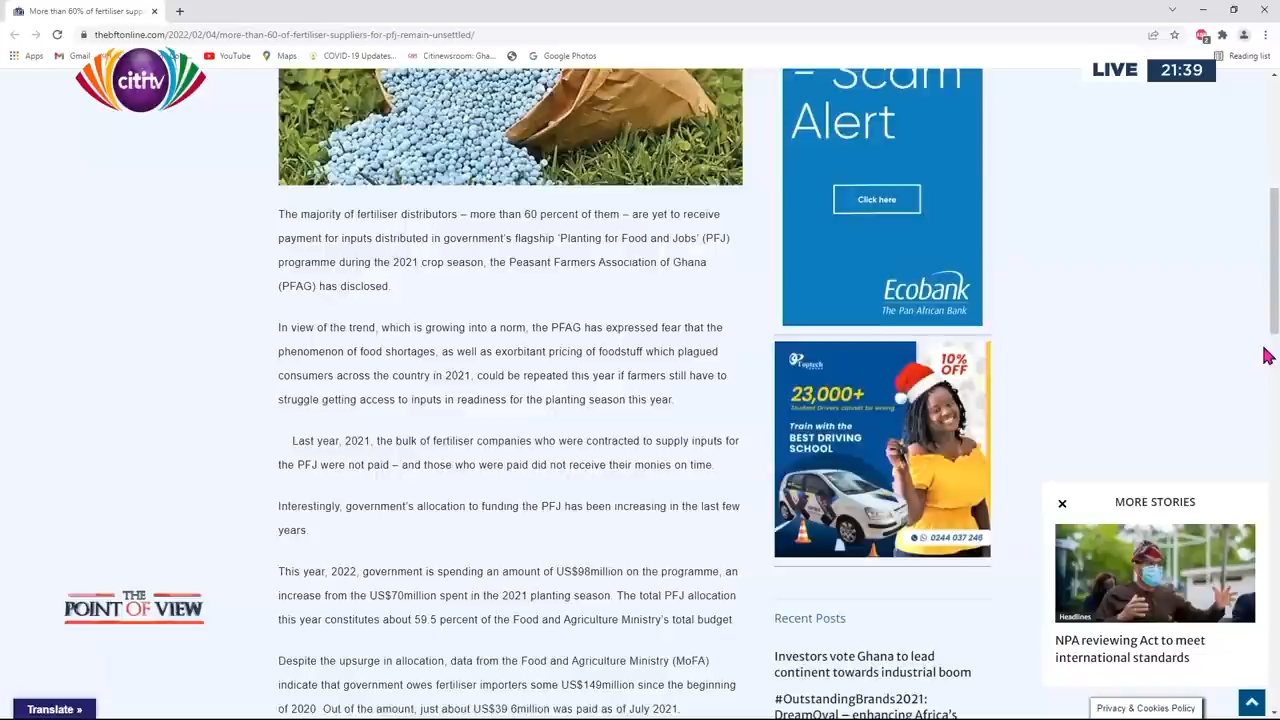 More than 60% of fertiliser supp
thebftonline.com/2022/02/04/more-than-60-of-fertiliser-suppliers-for-pfj-remain-unsettled/
Apps
Gmail
YouTube
Maps
COVID-19 Updates...
Citinewsroom: Gha...
Google Photos
Reading list
citi tv
LIVE 21:39
– Scam
Alert
Click here
Ecobank
The Pan African Bank
The majority of fertiliser distributors – more than 60 percent of them – are yet to receive
payment for inputs distributed in government's flagship 'Planting for Food and Jobs' (PFJ)
programme during the 2021 crop season, the Peasant Farmers Association of Ghana
(PFAG) has disclosed.
In view of the trend, which is growing into a norm, the PFAG has expressed fear that the
phenomenon of food shortages, as well as exorbitant pricing of foodstuff which plagued
consumers across the country in 2021, could be repeated this year if farmers still have to
struggle getting access to inputs in readiness for the planting season this year.
Last year, 2021, the bulk of fertiliser companies who were contracted to supply inputs for
the PFJ were not paid – and those who were paid did not receive their monies on time.
Interestingly, government's allocation to funding the PFJ has been increasing in the last few
years.
This year, 2022, government is spending an amount of US$98million on the programme, an
increase from the US$70million spent in the 2021 planting season. The total PFJ allocation
this year constitutes about 59.5 percent of the Food and Agriculture Ministry's total budget
Despite the upsurge in allocation, data from the Food and Agriculture Ministry (MoFA)
indicate that government owes fertiliser importers some US$149million since the beginning
of 2020. Out of the amount, just about US$39.6million was paid as of July 2021.
Toptech
10%
OFF
23,000+
Student Drivers cannot be wrong
Train with the
BEST DRIVING
SCHOOL
0244 037 246
Recent Posts
Investors vote Ghana to lead
continent towards industrial boom
#OutstandingBrands2021:
DreamOval – enhancing Africa's
MORE STORIES
Headlines
NPA reviewing Act to meet
international standards
THE
POINT OF VIEW
Translate »
Privacy & Cookies Policy